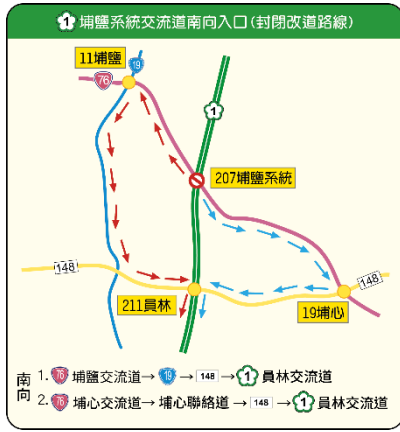 1 埔鹽系統交流道南向入口(封閉改道路線)
11埔鹽
19
76
1
207埔鹽系統
148
148
211員林
19埔心
南向
1. 76 埔鹽交流道→ 19 → 148 → 1 員林交流道
2. 76 埔心交流道→埔心聯絡道→ 148 → 1 員林交流道